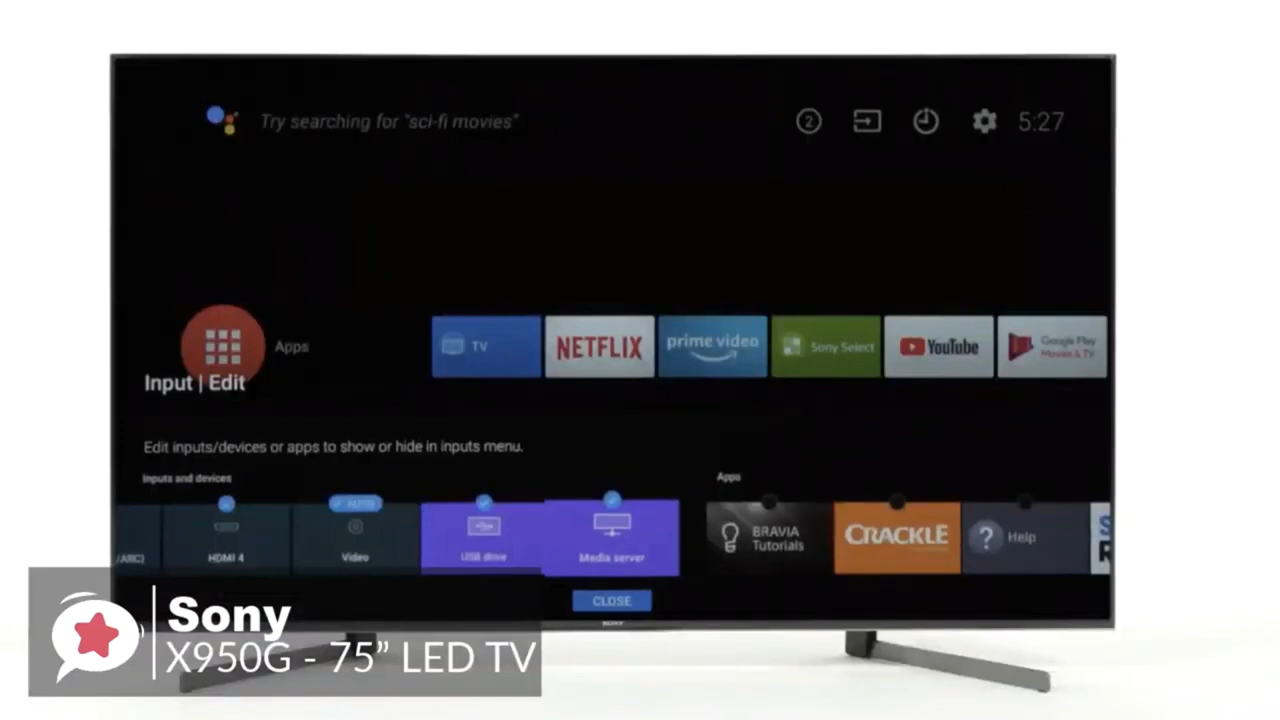 Try searching for "sci-fi movies"
2
5:27
Apps
TV
NETFLIX
prime video
Sony Select
YouTube
Google Play
Movies & TV
Input | Edit
Edit inputs/devices or apps to show or hide in inputs menu.
Inputs and devices
Apps
/ARC)
HDMI 4
AUTO
Video
USB drive
Media server
BRAVIA
Tutorials
CRACKLE
? Help
CLOSE
SONY
Sony
X950G - 75” LED TV